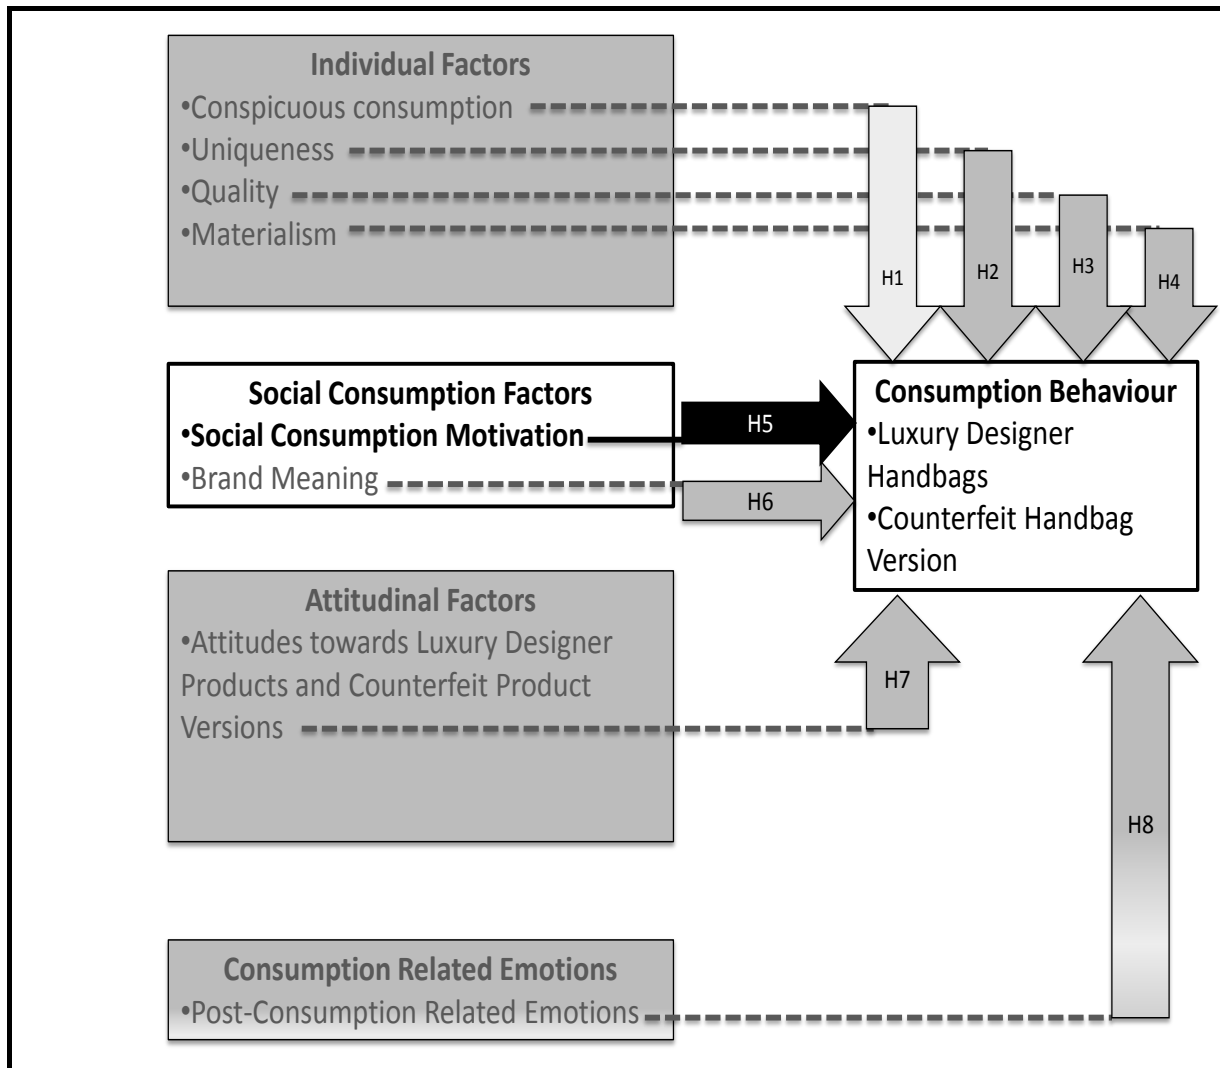 Individual Factors
•Conspicuous consumption
•Uniqueness
•Quality
•Materialism
H1
H2
H3
H4
Social Consumption Factors
•Social Consumption Motivation
•Brand Meaning
H5
H6
Consumption Behaviour
•Luxury Designer
Handbags
•Counterfeit Handbag
Version
Attitudinal Factors
•Attitudes towards Luxury Designer
Products and Counterfeit Product
Versions
H7
H8
Consumption Related Emotions
•Post-Consumption Related Emotions